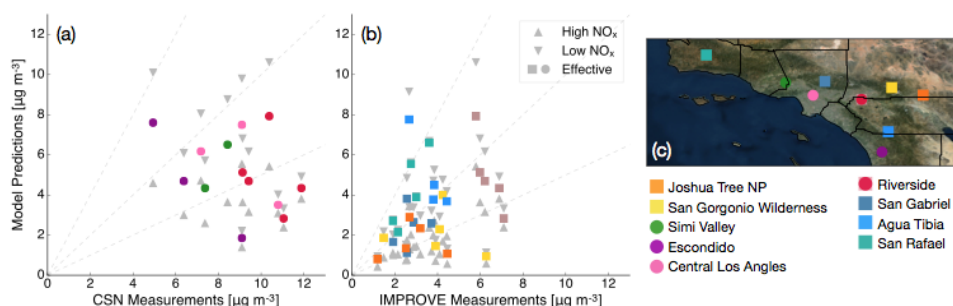 (a)
(b)
High NOx
Low NOx
Effective
Model Predictions [µg m-3]
12
10
8
6
4
2
0
0 2 4 6 8 10 12
CSN Measurements [µg m-3]
12
10
8
6
4
2
0
0 2 4 6 8 10 12
IMPROVE Measurements [µg m-3]
(c)
Joshua Tree NP
San Gorgonio Wilderness
Simi Valley
Escondido
Central Los Angles
Riverside
San Gabriel
Agua Tibia
San Rafael